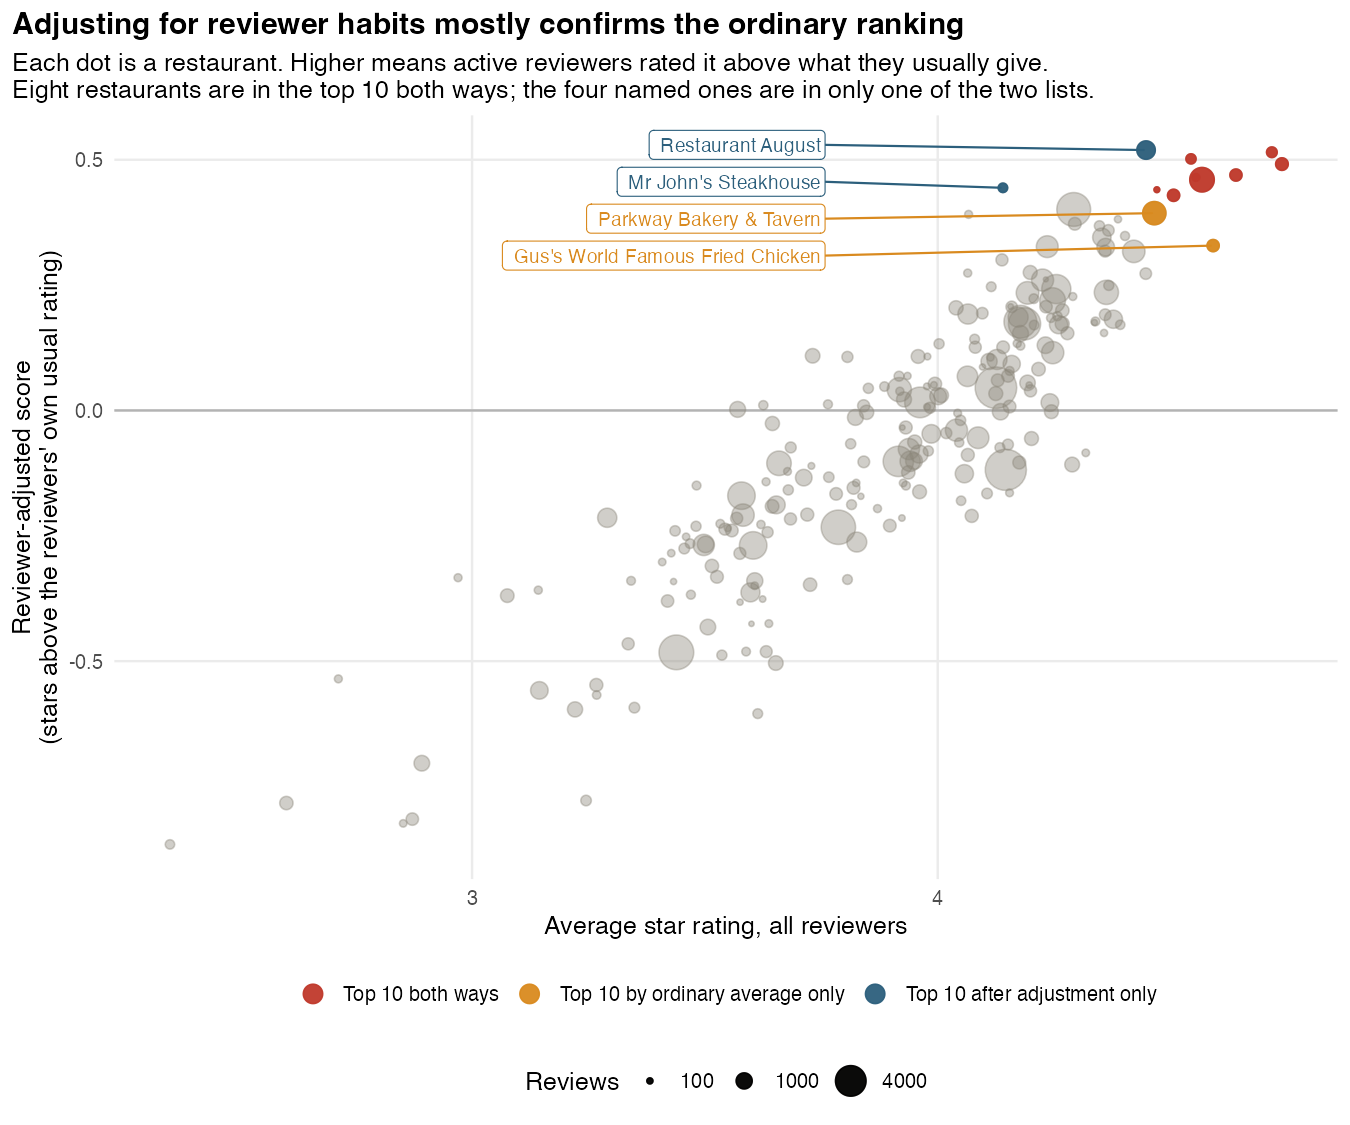 Adjusting for reviewer habits mostly confirms the ordinary ranking
Each dot is a restaurant. Higher means active reviewers rated it above what they usually give.
Eight restaurants are in the top 10 both ways; the four named ones are in only one of the two lists.
Reviewer-adjusted score
(stars above the reviewers' own usual rating)
0.5
0.0
-0.5
Restaurant August
Mr John's Steakhouse
Parkway Bakery & Tavern
Gus's World Famous Fried Chicken
3
4
Average star rating, all reviewers
Top 10 both ways
Top 10 by ordinary average only
Top 10 after adjustment only
Reviews
100
1000
4000